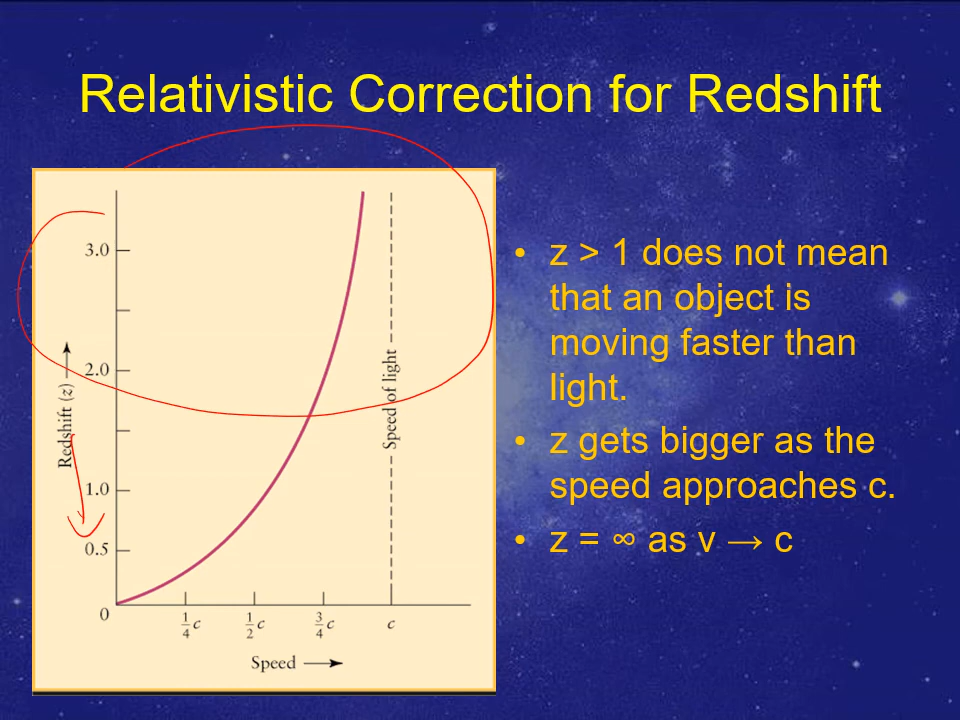 Relativistic Correction for Redshift
3.0
2.0
1.0
0.5
0
Redshift (z)
Speed of light
1/4 c
1/2 c
3/4 c
c
Speed
• z > 1 does not mean
that an object is
moving faster than
light.
• z gets bigger as the
speed approaches c.
• z = ∞ as v → c